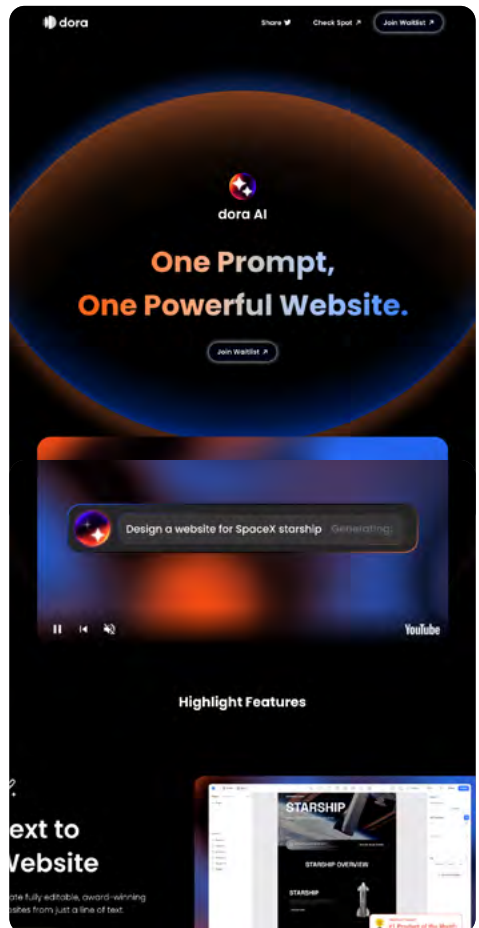 dora
Share
Check Spot ↗
Join Waitlist ↗
dora AI
One Prompt,
One Powerful Website.
Join Waitlist ↗
Design a website for SpaceX starship Generating
YouTube
Highlight Features
ext to
Website
ate fully editable, award-winning
sites from just a line of text.
STARSHIP
STARSHIP OVERVIEW
STARSHIP
#1 Product of the Month